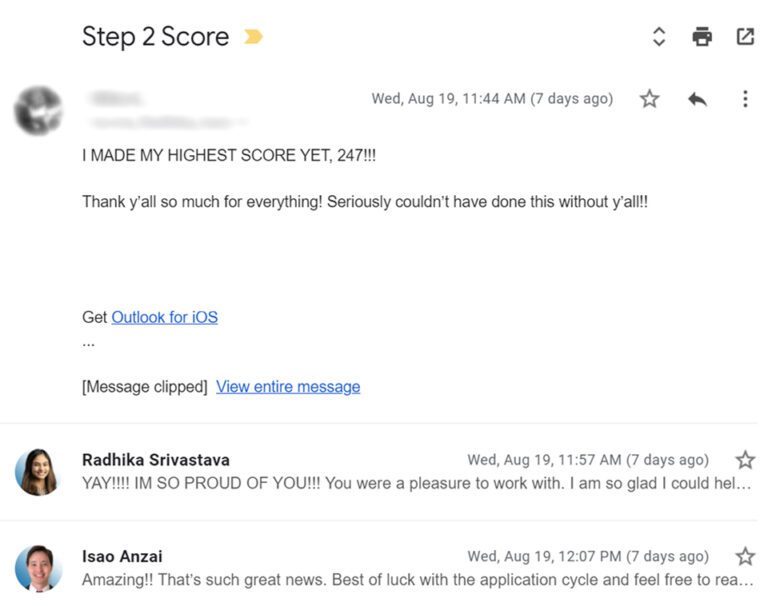 Step 2 Score
Wed, Aug 19, 11:44 AM (7 days ago)
I MADE MY HIGHEST SCORE YET, 247!!!
Thank y'all so much for everything! Seriously couldn't have done this without y'all!!
Get Outlook for iOS
...
[Message clipped] View entire message
Radhika Srivastava Wed, Aug 19, 11:57 AM (7 days ago)
YAY!!!! IM SO PROUD OF YOU!!! You were a pleasure to work with. I am so glad I could hel...
Isao Anzai Wed, Aug 19, 12:07 PM (7 days ago)
Amazing!! That's such great news. Best of luck with the application cycle and feel free to rea...